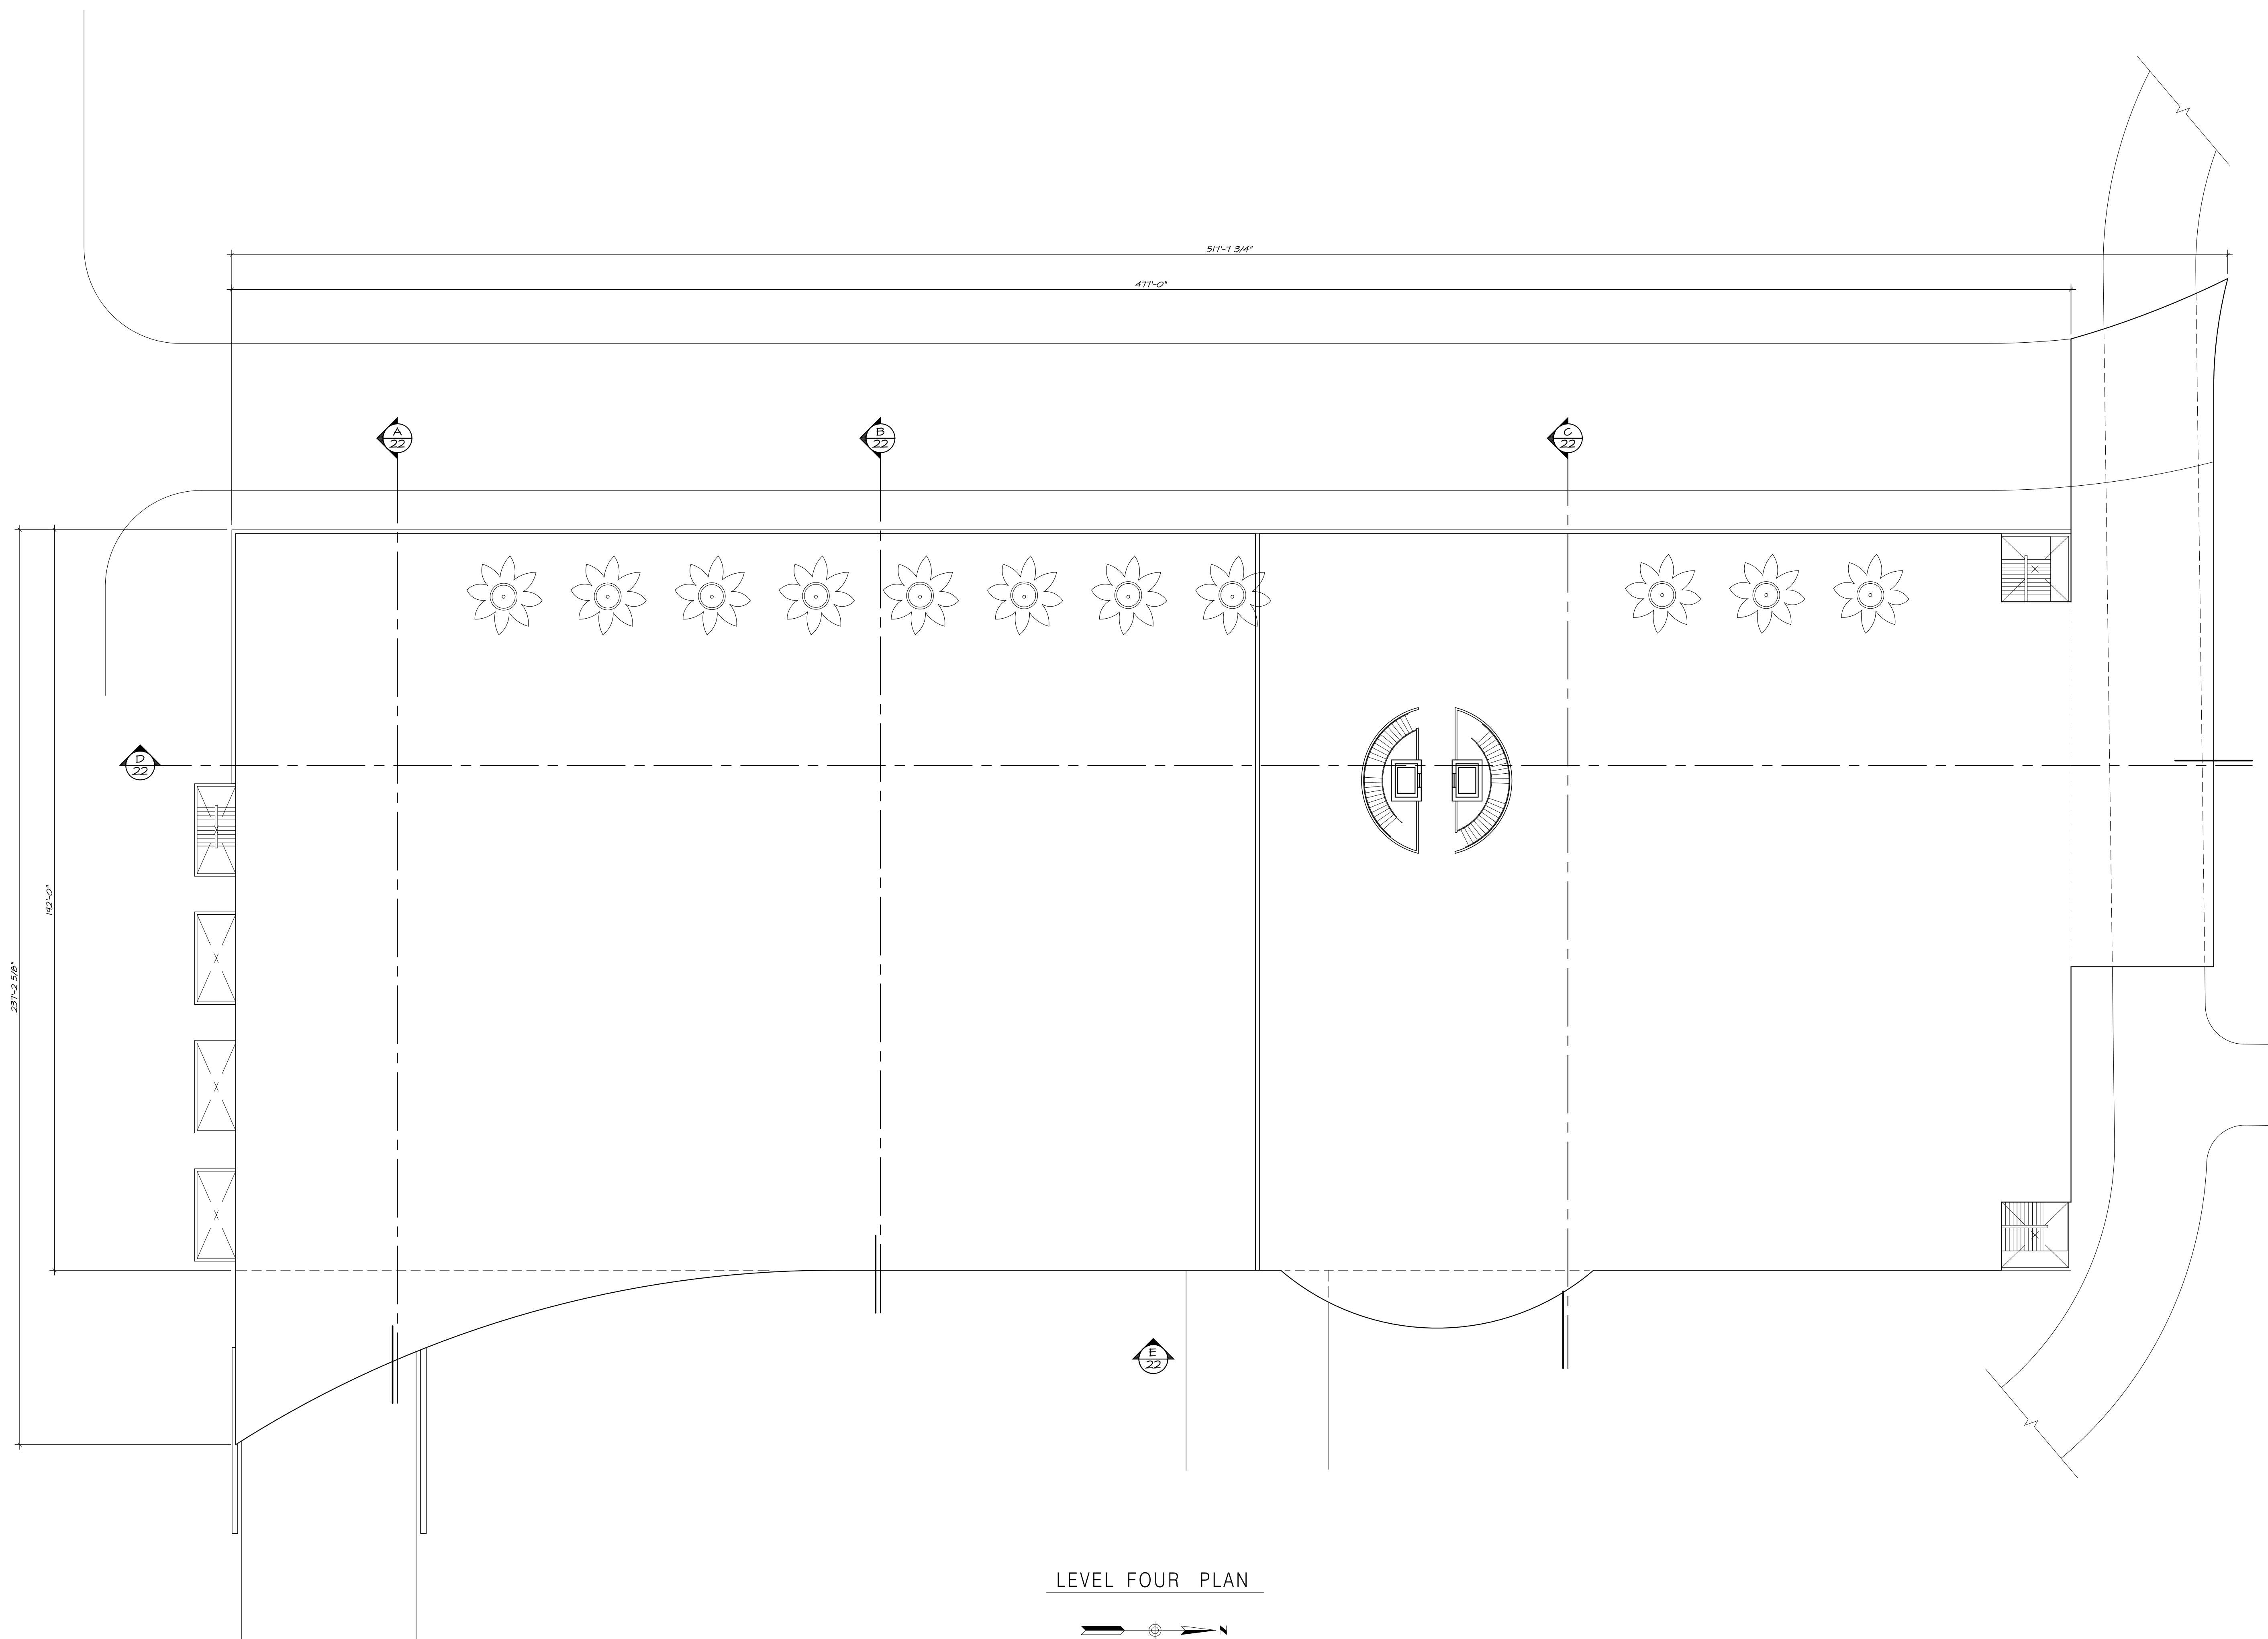 517'-7 3/4"
477'-0"
A
22
B
22
C
22
D
22
192'-0"
237'-2 5/8"
E
22
LEVEL FOUR PLAN
N